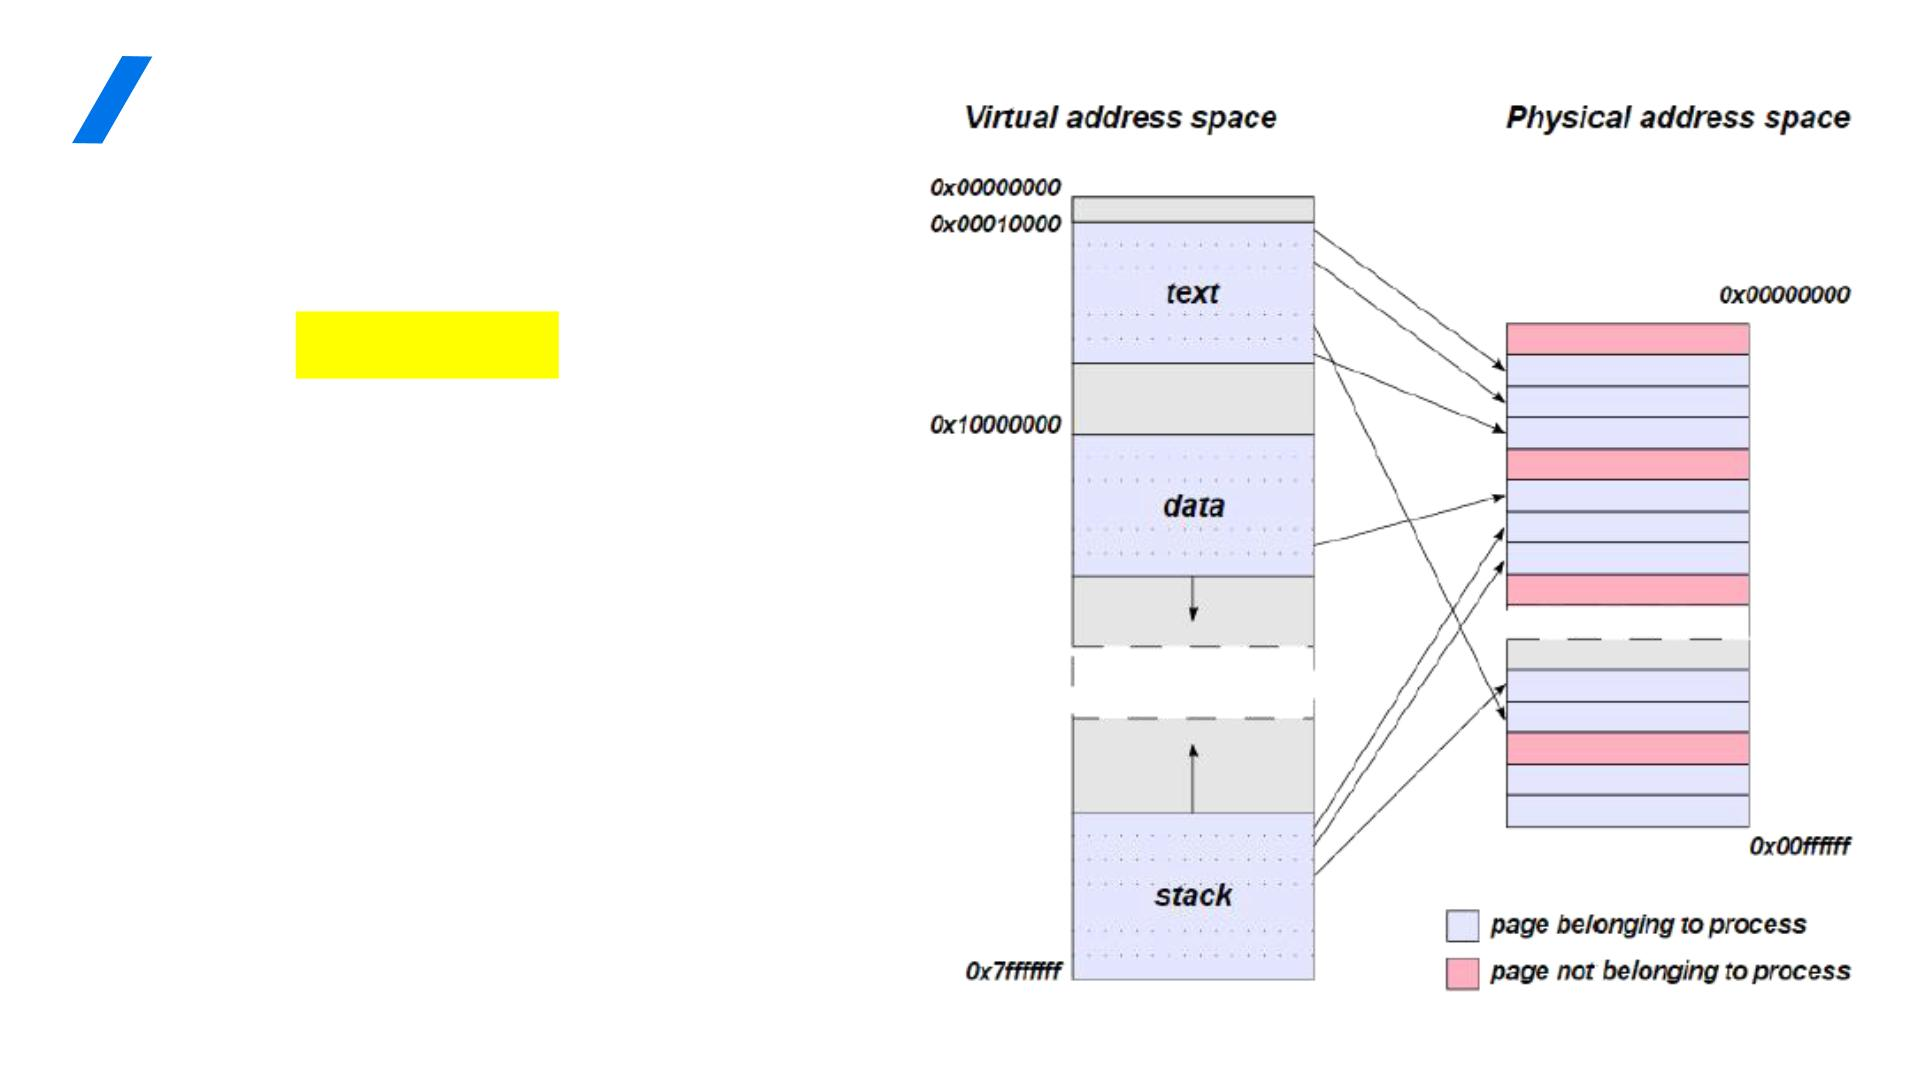 Virtual address space
Physical address space
0x00000000
0x00010000
text
0x00000000
0x10000000
data
0x00ffffff
stack
page belonging to process
0x7fffffff
page not belonging to process